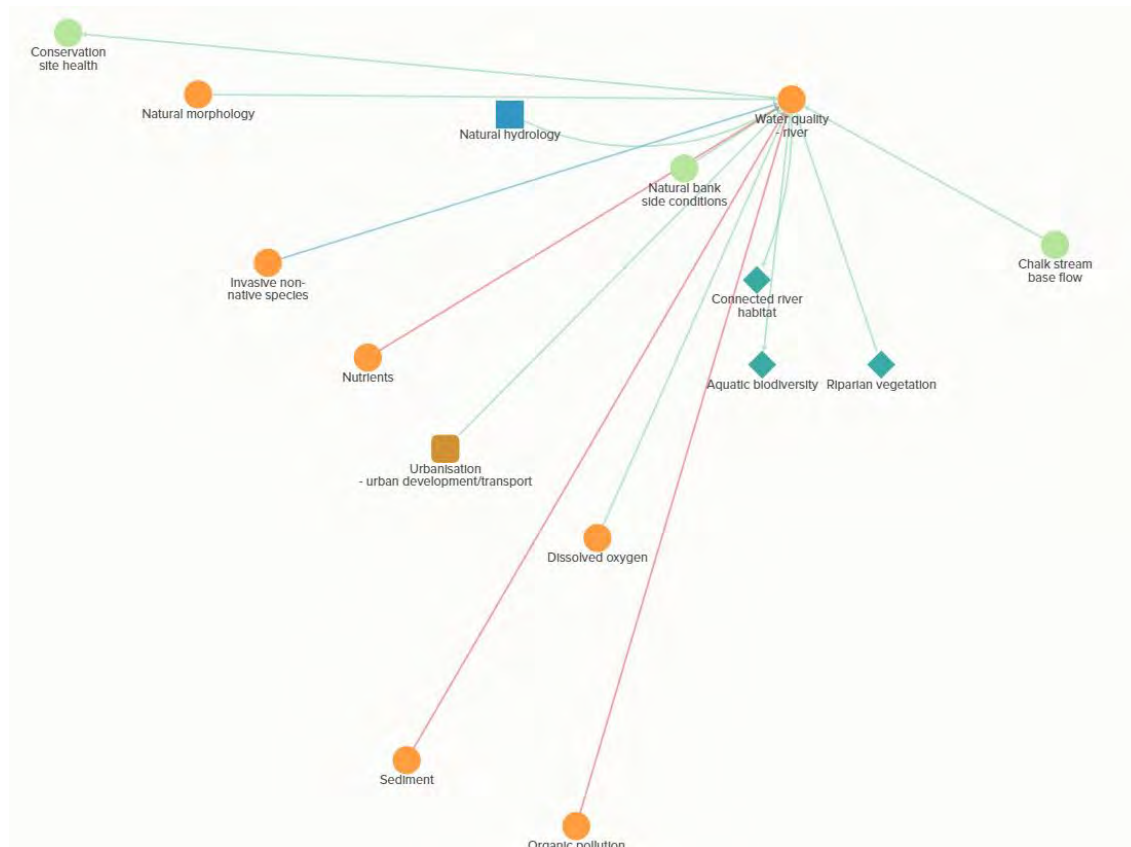 Conservation
site health
Natural morphology
Natural hydrology
Water quality
- river
Natural bank
side conditions
Invasive non-
native species
Chalk stream
base flow
Connected river
habitat
Nutrients
Aquatic biodiversity
Riparian vegetation
Urbanisation
- urban development/transport
Dissolved oxygen
Sediment
Organic pollution